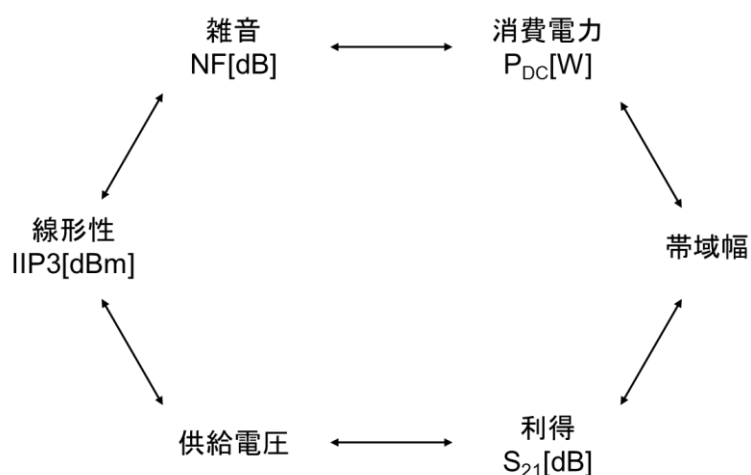 雑音
NF[dB]
消費電力
P_DC[W]
線形性
IIP3[dBm]
帯域幅
供給電圧
利得
S₂₁[dB]